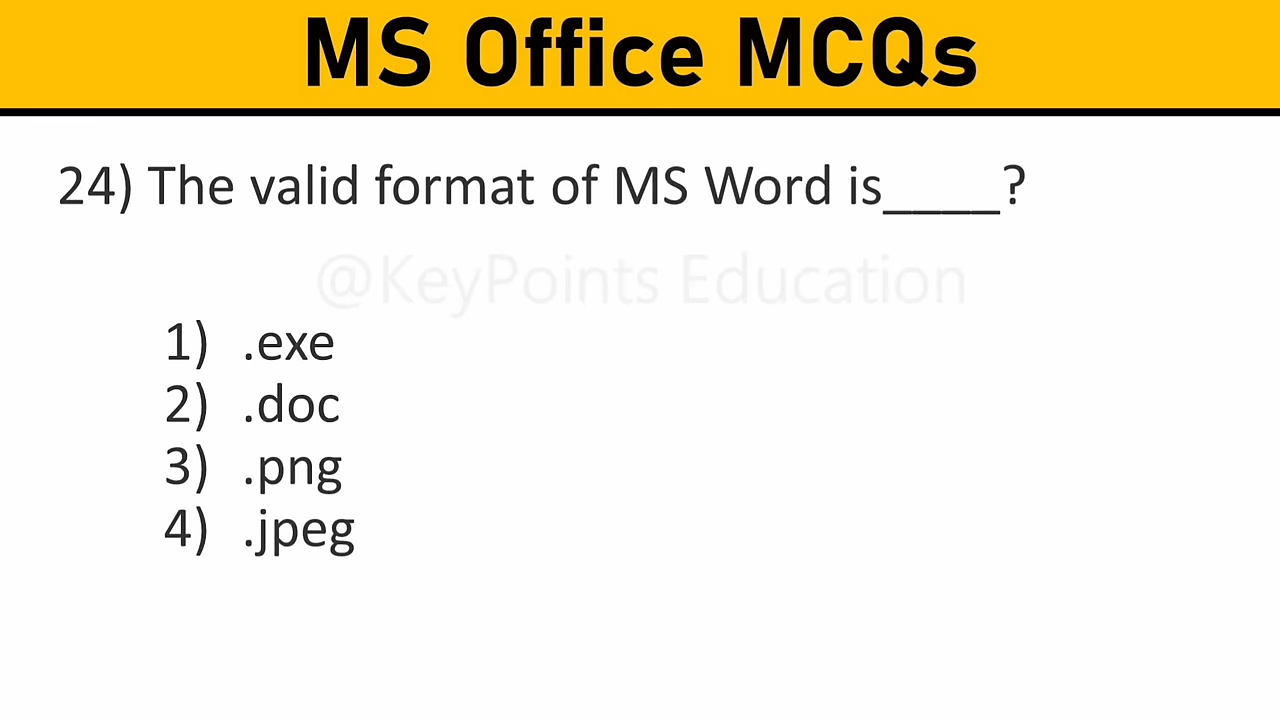 MS Office MCQs
24) The valid format of MS Word is____?
@KeyPoints Education
1) .exe
2) .doc
3) .png
4) .jpeg